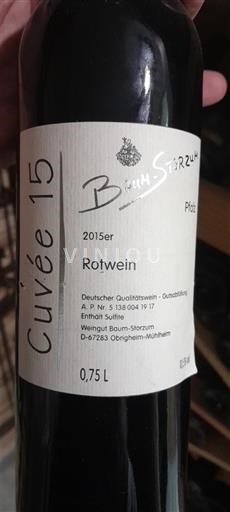 Cuvée 15
BAUM-STORZUM
Pfalz
2015er
Rotwein
Deutscher Qualitätswein - Gutsabfüllung
A. P. Nr. 5 138 004 19 17
Enthält Sulfite
Weingut Baum-Storzum
D-67283 Obrigheim-Mühlheim
0,75 L
VINIOU